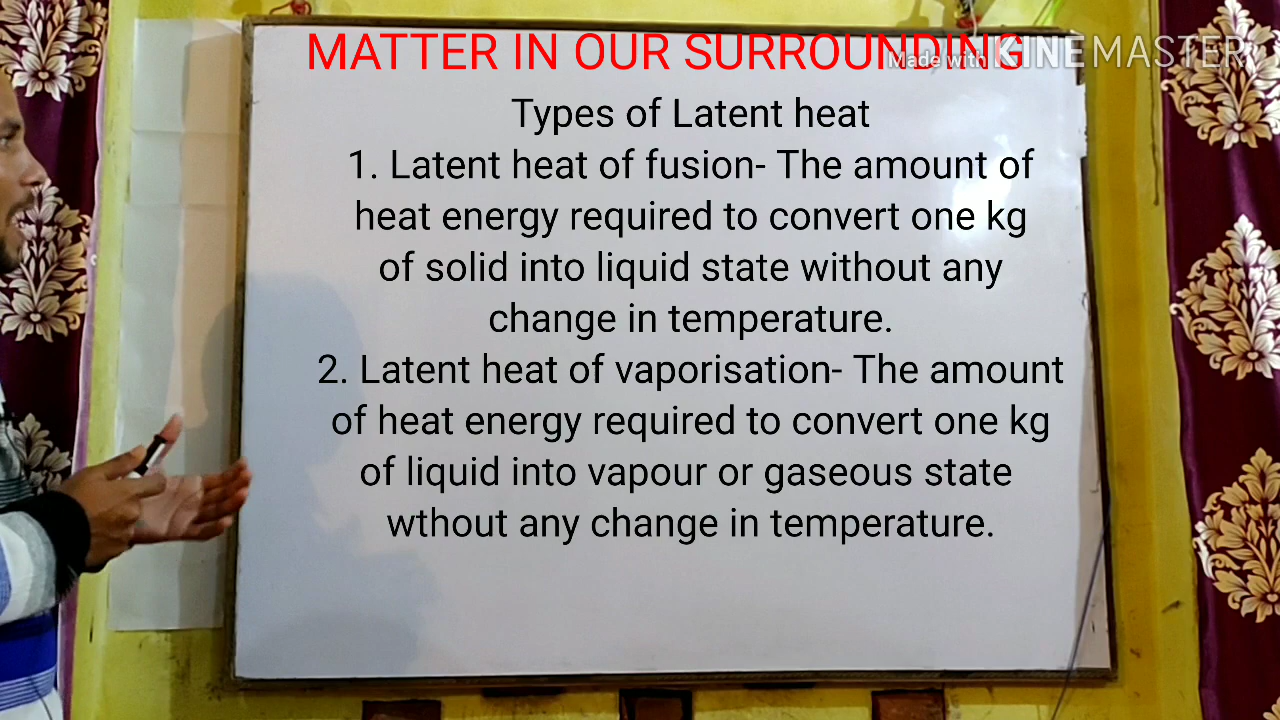 MATTER IN OUR SURROUNDING
Made with KINEMASTER
Types of Latent heat
1. Latent heat of fusion- The amount of
heat energy required to convert one kg
of solid into liquid state without any
change in temperature.
2. Latent heat of vaporisation- The amount
of heat energy required to convert one kg
of liquid into vapour or gaseous state
wthout any change in temperature.